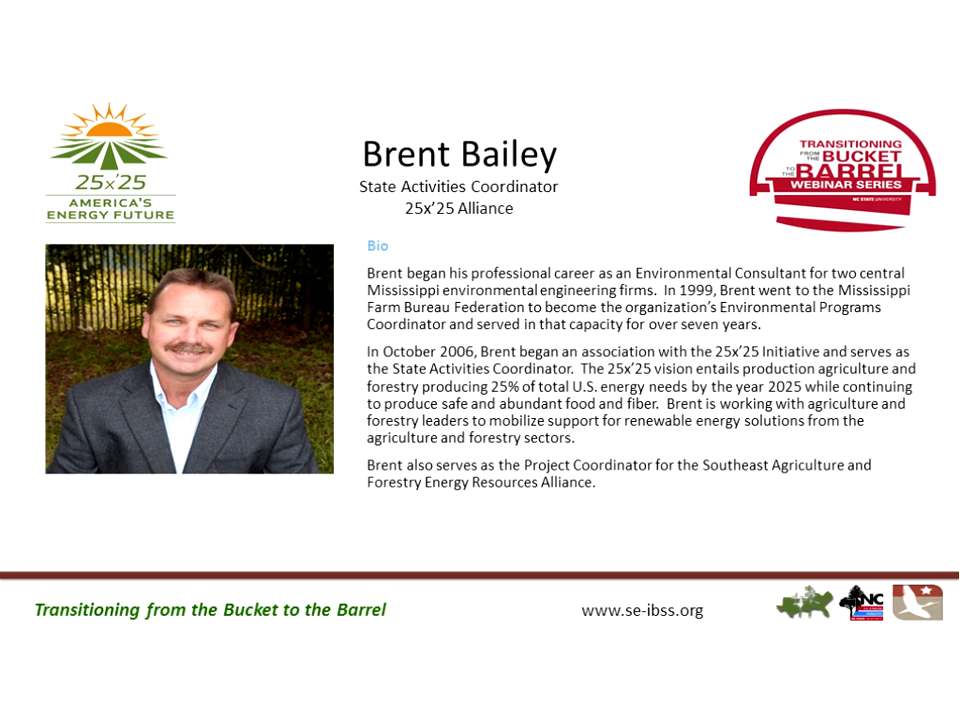 25x'25
AMERICA'S
ENERGY FUTURE
Brent Bailey
State Activities Coordinator
25x'25 Alliance
TRANSITIONING
FROM THE BUCKET
TO THE BARREL
WEBINAR SERIES
NC STATE UNIVERSITY
Bio
Brent began his professional career as an Environmental Consultant for two central
Mississippi environmental engineering firms. In 1999, Brent went to the Mississippi
Farm Bureau Federation to become the organization's Environmental Programs
Coordinator and served in that capacity for over seven years.
In October 2006, Brent began an association with the 25x'25 Initiative and serves as
the State Activities Coordinator. The 25x'25 vision entails production agriculture and
forestry producing 25% of total U.S. energy needs by the year 2025 while continuing
to produce safe and abundant food and fiber. Brent is working with agriculture and
forestry leaders to mobilize support for renewable energy solutions from the
agriculture and forestry sectors.
Brent also serves as the Project Coordinator for the Southeast Agriculture and
Forestry Energy Resources Alliance.
Transitioning from the Bucket to the Barrel
www.se-ibss.org
NC